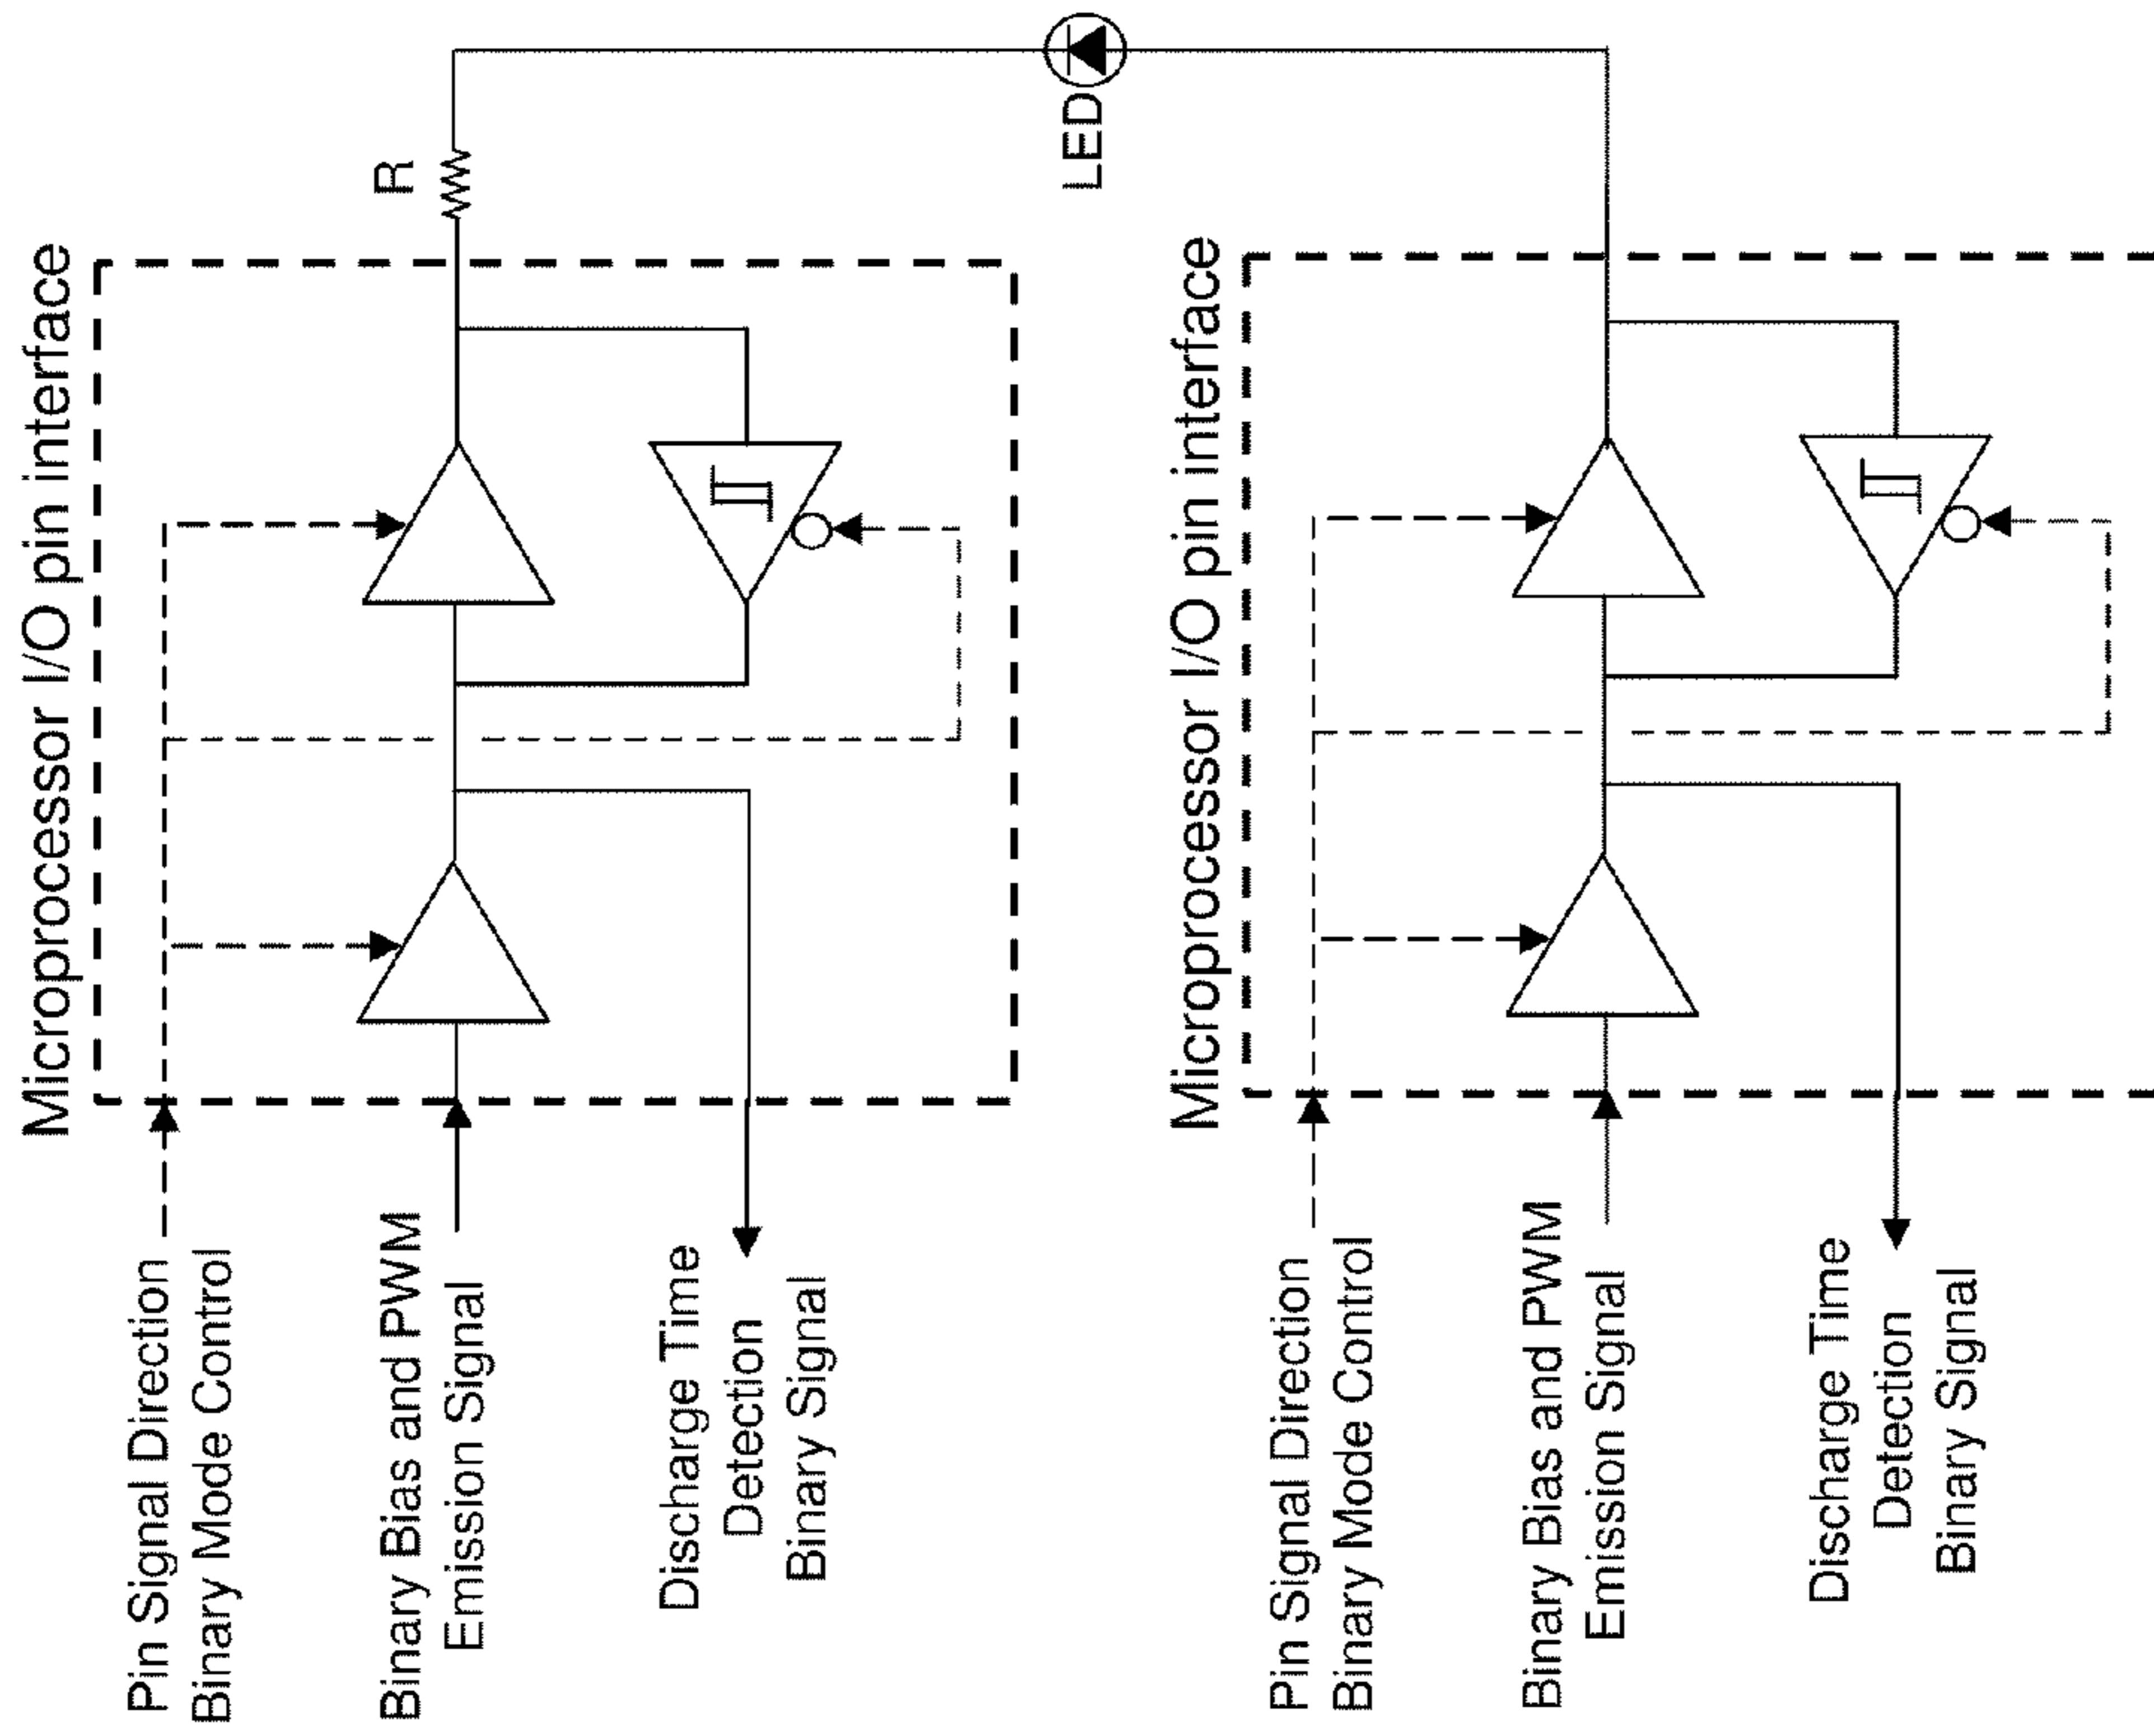 Microprocessor I/O pin interface
Pin Signal Direction
Binary Mode Control
Binary Bias and PWM
Emission Signal
Discharge Time
Detection
Binary Signal
R
LED
Microprocessor I/O pin interface
Pin Signal Direction
Binary Mode Control
Binary Bias and PWM
Emission Signal
Discharge Time
Detection
Binary Signal